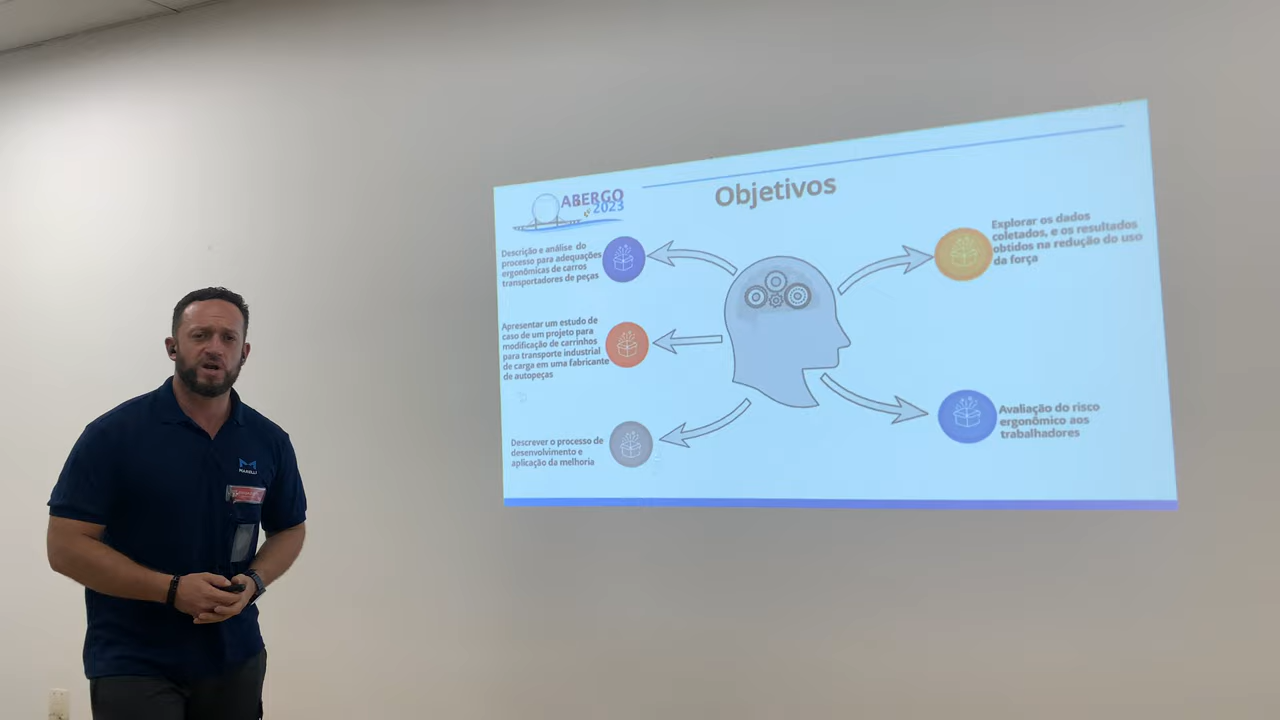 ABERGO
2023
Objetivos
Descrição e análise do
processo para adequações
ergonômicas de carros
transportadores de peças
Apresentar um estudo de
caso de um projeto para
modificação de carrinhos
para transporte industrial
de carga em uma fabricante
de autopeças
Descrever o processo de
desenvolvimento e
aplicação da melhoria
Explorar os dados
coletados, e os resultados
obtidos na redução do uso
da força
Avaliação do risco
ergonômico aos
trabalhadores
MARELLI